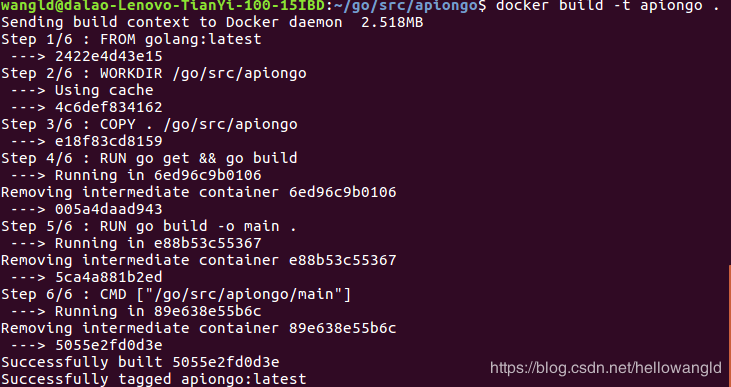 wangld@dalao-Lenovo-TianYi-100-15IBD:~/go/src/apiongo$ docker build -t apiongo .
Sending build context to Docker daemon  2.518MB
Step 1/6 : FROM golang:latest
 ---> 2422e4d43e15
Step 2/6 : WORKDIR /go/src/apiongo
 ---> Using cache
 ---> 4c6def834162
Step 3/6 : COPY . /go/src/apiongo
 ---> e18f83cd8159
Step 4/6 : RUN go get && go build
 ---> Running in 6ed96c9b0106
Removing intermediate container 6ed96c9b0106
 ---> 005a4daad943
Step 5/6 : RUN go build -o main .
 ---> Running in e88b53c55367
Removing intermediate container e88b53c55367
 ---> 5ca4a881b2ed
Step 6/6 : CMD ["/go/src/apiongo/main"]
 ---> Running in 89e638e55b6c
Removing intermediate container 89e638e55b6c
 ---> 5055e2fd0d3e
Successfully built 5055e2fd0d3e
Successfully tagged apiongo:latest
https://blog.csdn.net/hellowangld